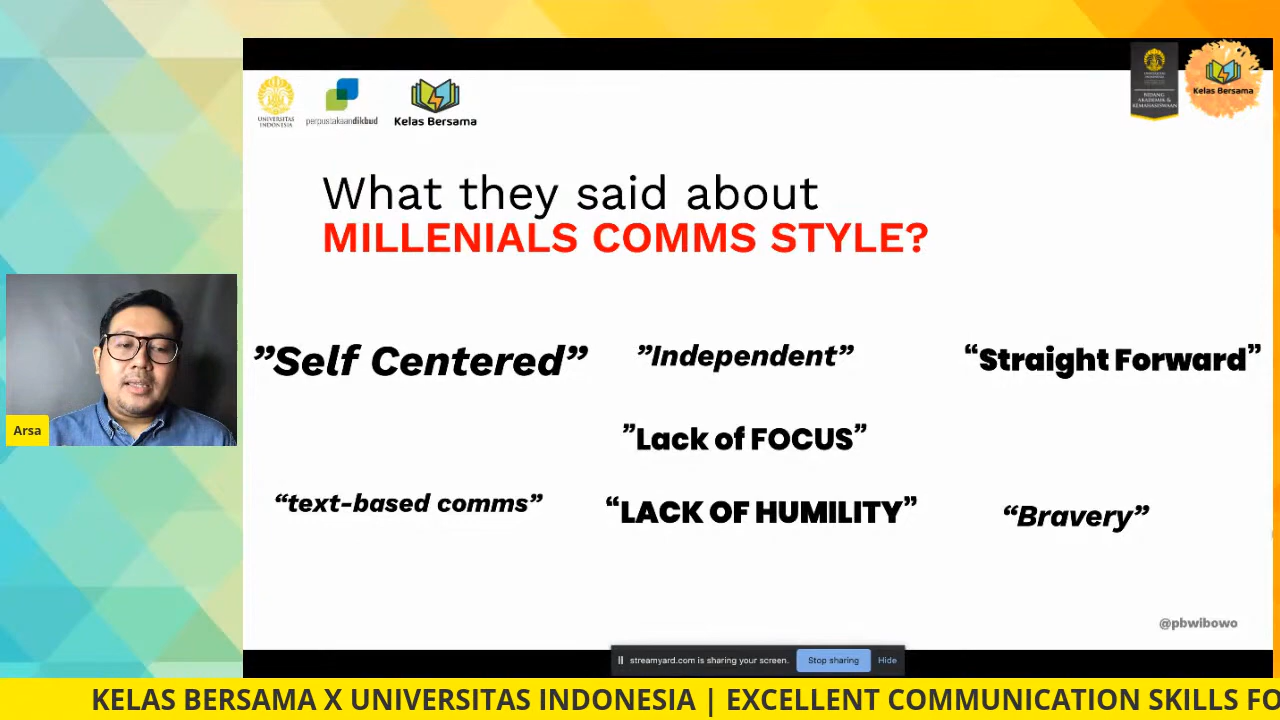 UNIVERSITAS
INDONESIA
perpustakaandikbud
Kelas Bersama
UNIVERSITAS
INDONESIA
BIDANG
AKADEMIK &
KEMAHASISWAAN
Kelas Bersama
What they said about
MILLENIALS COMMS STYLE?
”Self Centered”
”Independent”
“Straight Forward”
”Lack of FOCUS”
“text-based comms”
“LACK OF HUMILITY”
“Bravery”
Arsa
@pbwibowo
streamyard.com is sharing your screen.
Stop sharing
Hide
KELAS BERSAMA X UNIVERSITAS INDONESIA | EXCELLENT COMMUNICATION SKILLS FO